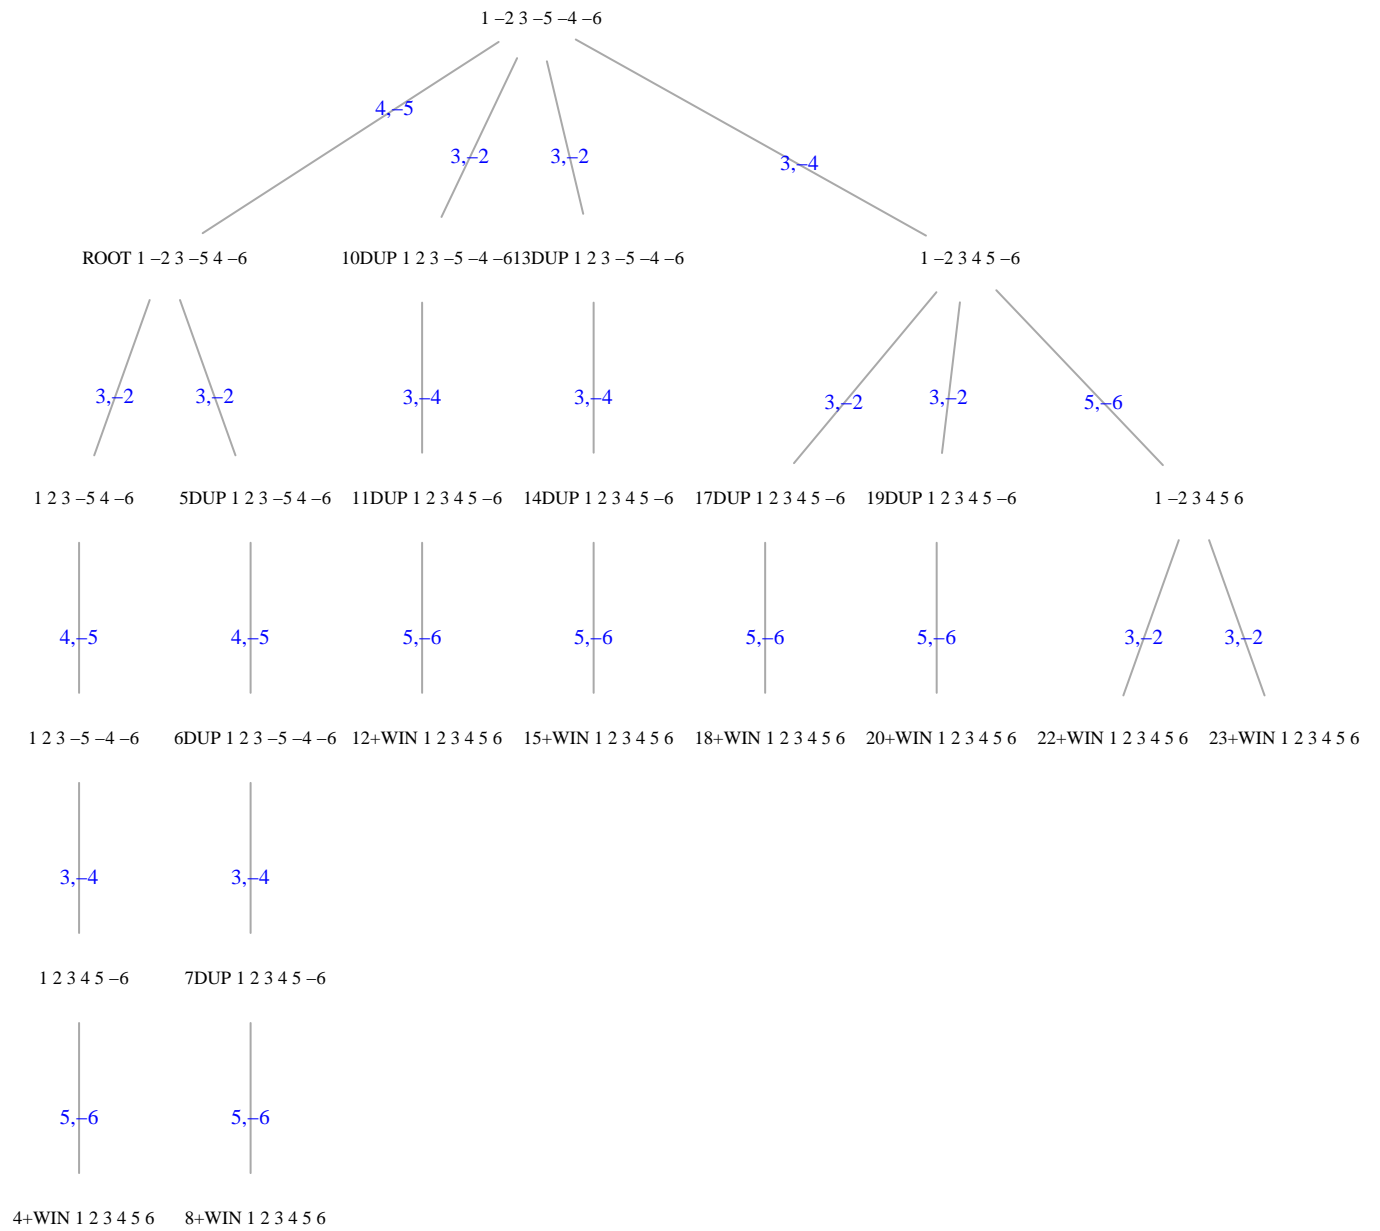 1 –2 3 –5 –4 –6
4,–5
3,–2
3,–2
3,–4
ROOT 1 –2 3 –5 4 –6
10DUP 1 2 3 –5 –4 –6
13DUP 1 2 3 –5 –4 –6
1 –2 3 4 5 –6
3,–2
3,–2
3,–4
3,–4
3,–2
3,–2
5,–6
1 2 3 –5 4 –6
5DUP 1 2 3 –5 4 –6
11DUP 1 2 3 4 5 –6
14DUP 1 2 3 4 5 –6
17DUP 1 2 3 4 5 –6
19DUP 1 2 3 4 5 –6
1 –2 3 4 5 6
4,–5
4,–5
5,–6
5,–6
5,–6
5,–6
3,–2
3,–2
1 2 3 –5 –4 –6
6DUP 1 2 3 –5 –4 –6
12+WIN 1 2 3 4 5 6
15+WIN 1 2 3 4 5 6
18+WIN 1 2 3 4 5 6
20+WIN 1 2 3 4 5 6
22+WIN 1 2 3 4 5 6
23+WIN 1 2 3 4 5 6
3,–4
3,–4
1 2 3 4 5 –6
7DUP 1 2 3 4 5 –6
5,–6
5,–6
4+WIN 1 2 3 4 5 6
8+WIN 1 2 3 4 5 6